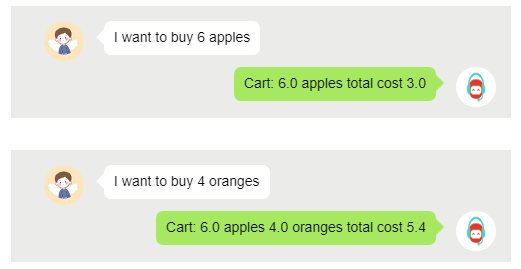 I want to buy 6 apples
Cart: 6.0 apples total cost 3.0
I want to buy 4 oranges
Cart: 6.0 apples 4.0 oranges total cost 5.4